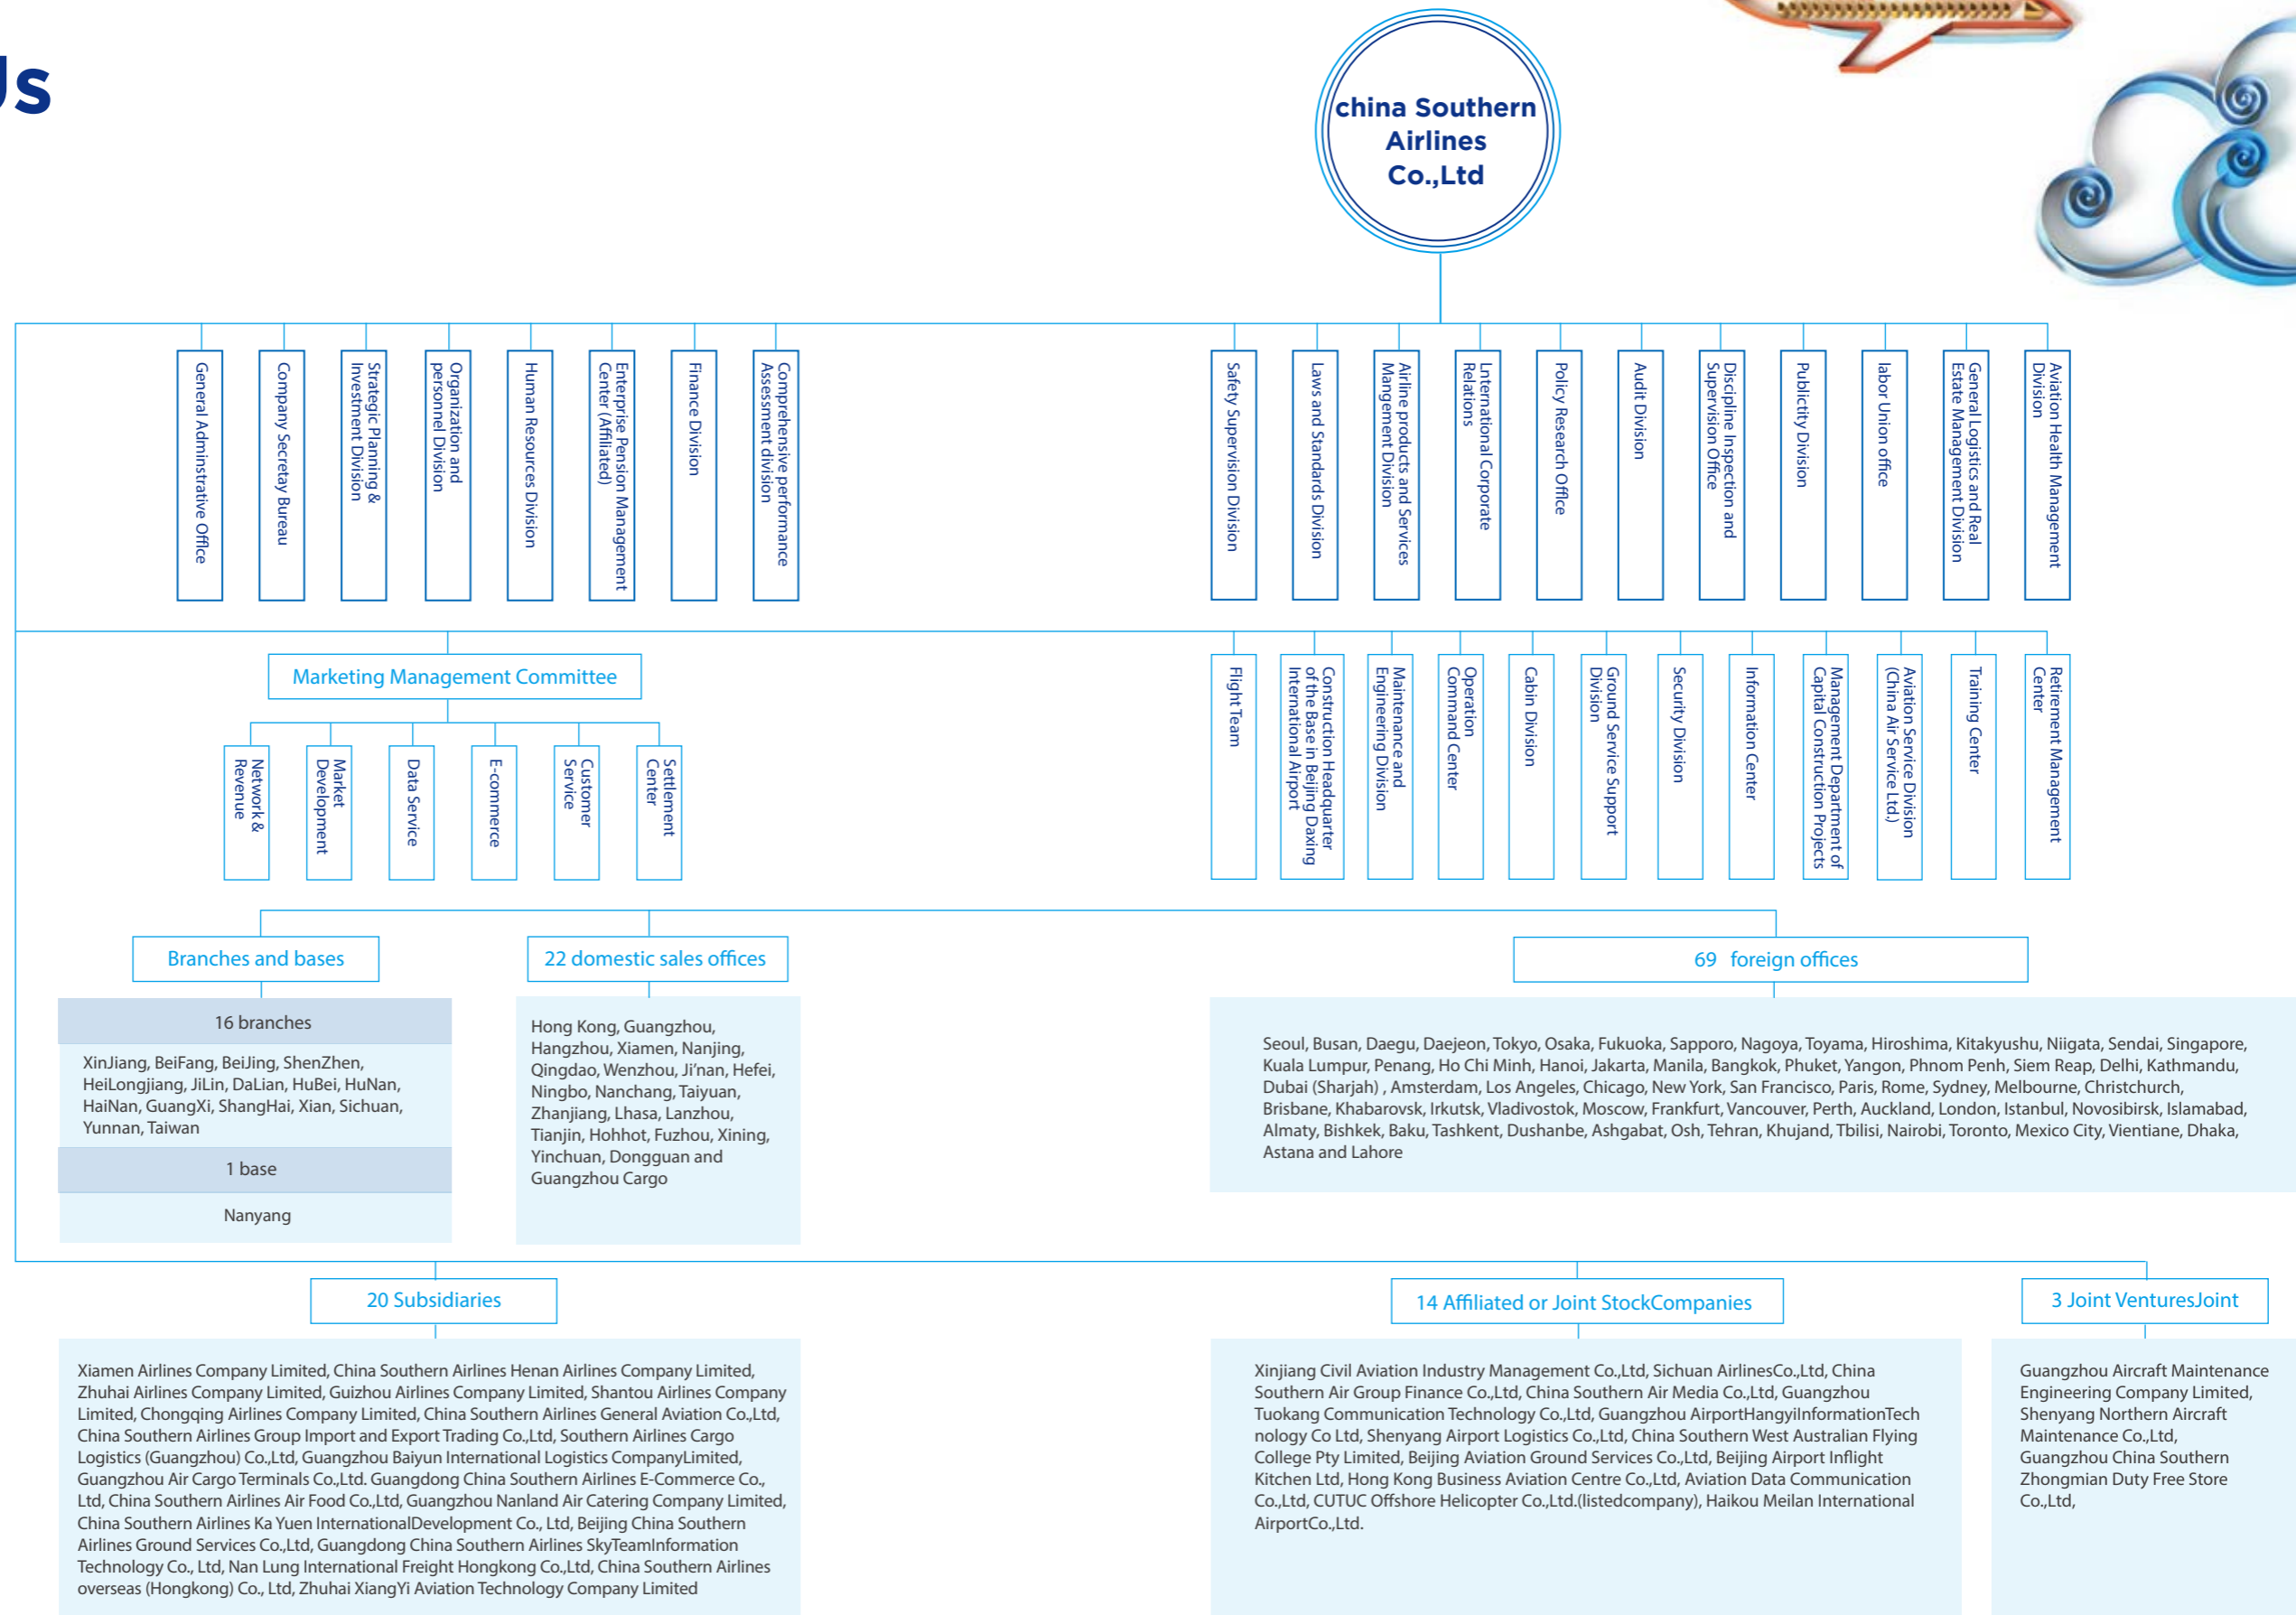 Us
china Southern
Airlines
Co.,Ltd
General Adminstrative Offlce
Company Secretay Bureau
Strategic Planning &
Investment Division
Organization and
personnel Division
Human Resources Division
Enterprise Pension Management
Center (Affiliated)
Finance Division
Comprehensive performance
Assessment division
Safety Supervision Division
Laws and Standards Division
Airline products and Services
Management Division
Lnternational Corporate
Relations
Policy Research Offlce
Audit Division
Discipline Inspection and
Supervision Office
Publictity Division
labor Union office
General Logistics and Real
Estate Management Division
Aviation Health Management
Division
Marketing Management Committee
Network &
Revenue
Market
Development
Data Service
E-commerce
Customer
Service
Settlement
Center
Flight Team
Construction Headquarter
of the Base in Beijing Daxing
International Airport
Maintenance and
Engineering Division
Operation
Command Center
Cabin Division
Ground Service Support
Division
Security Division
Information Center
Management Department of
Capital Construction Projects
Aviation Service Division
(China Air Service Ltd.)
Training Center
Retirement Management
Center
Branches and bases
16 branches
XinJiang, BeiFang, BeiJing, ShenZhen,
HeiLongjiang, JiLin, DaLian, HuBei, HuNan,
HaiNan, GuangXi, ShangHai, Xian, Sichuan,
Yunnan, Taiwan
1 base
Nanyang
22 domestic sales offices
Hong Kong, Guangzhou,
Hangzhou, Xiamen, Nanjing,
Qingdao, Wenzhou, Ji'nan, Hefei,
Ningbo, Nanchang, Taiyuan,
Zhanjiang, Lhasa, Lanzhou,
Tianjin, Hohhot, Fuzhou, Xining,
Yinchuan, Dongguan and
Guangzhou Cargo
69 foreign offices
Seoul, Busan, Daegu, Daejeon, Tokyo, Osaka, Fukuoka, Sapporo, Nagoya, Toyama, Hiroshima, Kitakyushu, Niigata, Sendai, Singapore,
Kuala Lumpur, Penang, Ho Chi Minh, Hanoi, Jakarta, Manila, Bangkok, Phuket, Yangon, Phnom Penh, Siem Reap, Delhi, Kathmandu,
Dubai (Sharjah) , Amsterdam, Los Angeles, Chicago, New York, San Francisco, Paris, Rome, Sydney, Melbourne, Christchurch,
Brisbane, Khabarovsk, Irkutsk, Vladivostok, Moscow, Frankfurt, Vancouver, Perth, Auckland, London, Istanbul, Novosibirsk, Islamabad,
Almaty, Bishkek, Baku, Tashkent, Dushanbe, Ashgabat, Osh, Tehran, Khujand, Tbilisi, Nairobi, Toronto, Mexico City, Vientiane, Dhaka,
Astana and Lahore
20 Subsidiaries
Xiamen Airlines Company Limited, China Southern Airlines Henan Airlines Company Limited,
Zhuhai Airlines Company Limited, Guizhou Airlines Company Limited, Shantou Airlines Company
Limited, Chongqing Airlines Company Limited, China Southern Airlines General Aviation Co.,Ltd,
China Southern Airlines Group Import and Export Trading Co.,Ltd, Southern Airlines Cargo
Logistics (Guangzhou) Co.,Ltd, Guangzhou Baiyun International Logistics CompanyLimited,
Guangzhou Air Cargo Terminals Co.,Ltd. Guangdong China Southern Airlines E-Commerce Co.,
Ltd, China Southern Airlines Air Food Co.,Ltd, Guangzhou Nanland Air Catering Company Limited,
China Southern Airlines Ka Yuen InternationalDevelopment Co., Ltd, Beijing China Southern
Airlines Ground Services Co.,Ltd, Guangdong China Southern Airlines SkyTeamInformation
Technology Co., Ltd, Nan Lung International Freight Hongkong Co.,Ltd, China Southern Airlines
overseas (Hongkong) Co., Ltd, Zhuhai XiangYi Aviation Technology Company Limited
14 Affiliated or Joint StockCompanies
Xinjiang Civil Aviation Industry Management Co.,Ltd, Sichuan AirlinesCo.,Ltd, China
Southern Air Group Finance Co.,Ltd, China Southern Air Media Co.,Ltd, Guangzhou
Tuokang Communication Technology Co.,Ltd, Guangzhou AirportHangyiInformationTech
nology Co Ltd, Shenyang Airport Logistics Co.,Ltd, China Southern West Australian Flying
College Pty Limited, Beijing Aviation Ground Services Co.,Ltd, Beijing Airport Inflight
Kitchen Ltd, Hong Kong Business Aviation Centre Co.,Ltd, Aviation Data Communication
Co.,Ltd, CUTUC Offshore Helicopter Co.,Ltd.(listedcompany), Haikou Meilan International
AirportCo.,Ltd.
3 Joint VenturesJoint
Guangzhou Aircraft Maintenance
Engineering Company Limited,
Shenyang Northern Aircraft
Maintenance Co.,Ltd,
Guangzhou China Southern
Zhongmian Duty Free Store
Co.,Ltd,